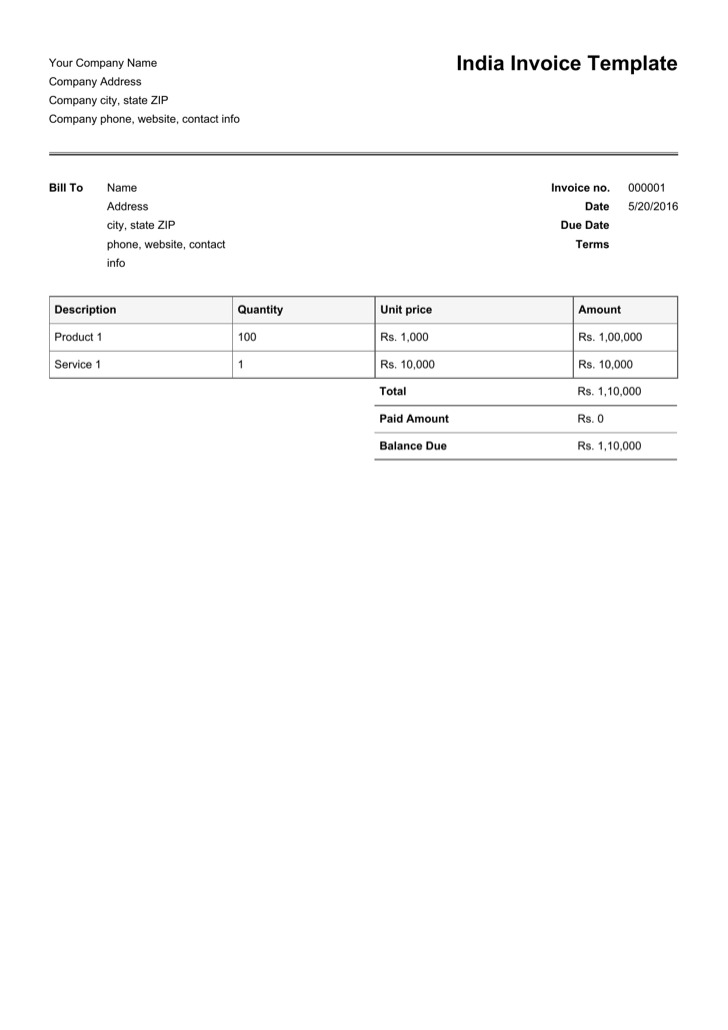 Your Company Name
India Invoice Template
Company Address
Company city, state ZIP
Company phone, website, contact info
Bill To Name
Address
city, state ZIP
phone, website, contact
info
Invoice no. 000001
Date 5/20/2016
Due Date
Terms
Description Quantity Unit price Amount
Product 1 100 Rs. 1,000 Rs. 1,00,000
Service 1 1 Rs. 10,000 Rs. 10,000
Total Rs. 1,10,000
Paid Amount Rs. 0
Balance Due Rs. 1,10,000